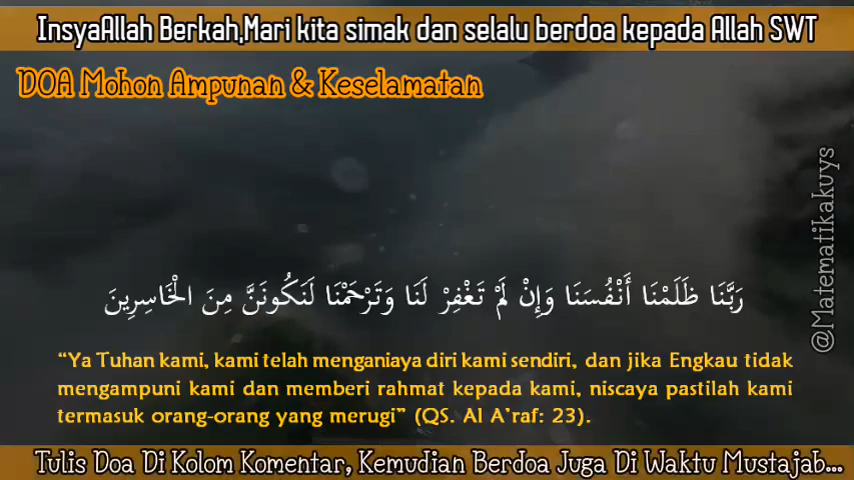 InsyaAllah Berkah,Mari kita simak dan selalu berdoa kepada Allah SWT
DOA Mohon Ampunan & Keselamatan
@Matematikakuys
رَبَّنَا ظَلَمْنَا أَنْفُسَنَا وَإِنْ لَمْ تَغْفِرْ لَنَا وَتَرْحَمْنَا لَنَكُونَنَّ مِنَ الْخَاسِرِينَ
“Ya Tuhan kami, kami telah menganiaya diri kami sendiri, dan jika Engkau tidak
mengampuni kami dan memberi rahmat kepada kami, niscaya pastilah kami
termasuk orang-orang yang merugi” (QS. Al A’raf: 23).
Tulis Doa Di Kolom Komentar, Kemudian Berdoa Juga Di Waktu Mustajab...